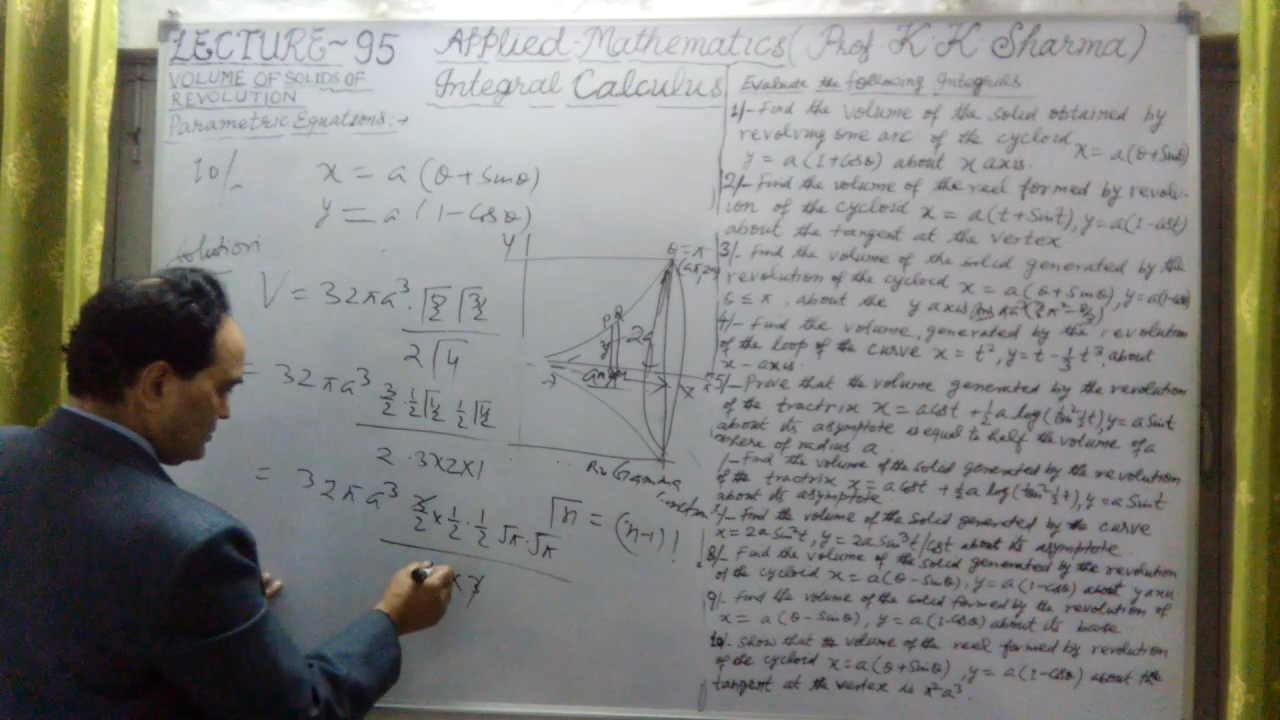 LECTURE~95
Applied-Mathematics( Prof K.K. Sharma)
Integral Calculus
VOLUME OF SOLIDS OF
REVOLUTION
Parametric Equations:→
10/.
x = a (θ + Sinθ)
y = a (1 - Cosθ)
Solution
V = 32πa³. Γ5/2 Γ3/2
2 Γ4
= 32πa³ 3/2 . 1/2 Γ1/2 1/2 Γ1/2
2.3×2×1
= 32πa³ 3/2 × 1/2 . 1/2 √π . √π
× 3
Y
θ = π
(aπ, 2a)
P
y
2a
X
By Gamma
Γn = (n-1)!
Evaluate the following Integrals
1/- Find the volume of the solid obtained by
revolving one arc of the cycloid x = a(θ + Sinθ)
y = a(1+Cosθ) about x axis.
2/- Find the volume of the reel formed by revolu-
ion of the cycloid x = a(t + Sint), y = a(1 - Cost)
about the tangent at the vertex
3/. Find the volume of the solid generated by the
revolution of the cycloid x = a(θ + Sinθ), y = a(1-Cosθ)
≤ π, about the y axis
4/- Find the volume, generated by the revolution
of the loop of the curve x = t², y = t - 1/3 t³ about
x - axis
5/- Prove that the volume generated by the revolution
of the tractrix x = a Cost + 1/2 a log(tan² 1/2 t), y = a Sint
about its asymptote is equal to half the volume of a
sphere of radius a.
/- Find the volume of the solid generated by the revolution
of the tractrix x = a Cost + 1/2 a log(tan² 1/2 t), y = a Sint
about its asymptote
/- Find the volume of the solid generated by the curve
x = 2a Sin²t, y = 2a Sin³t/Cost about its asymptote
8/- Find the volume of the solid generated by the revolution
of the cycloid x = a(θ - Sinθ), y = a(1-Cosθ) about y axis
9/- Find the volume of the solid formed by the revolution of
x = a(θ - Sinθ), y = a(1-Cosθ) about its base
10/- Show that the volume of the reel formed by revolution
of the cycloid x = a(θ + Sinθ), y = a(1-Cosθ) about the
tangent at the vertex is π²a³.